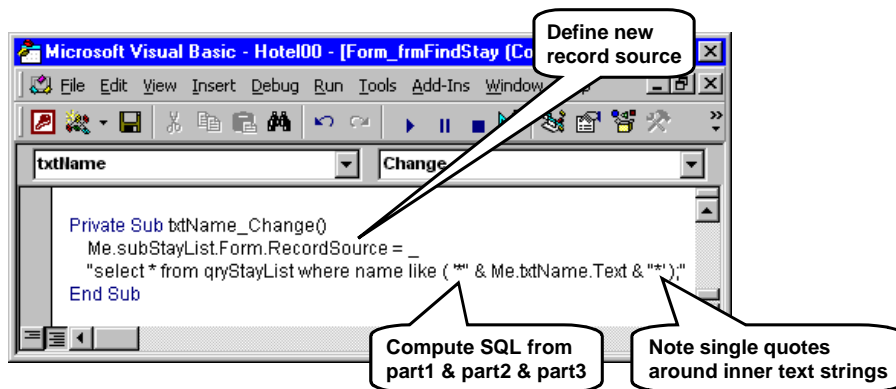 Define new
record source
Microsoft Visual Basic - Hotel00 - [Form_frmFindStay (Co
File Edit View Insert Debug Run Tools Add-Ins Window
txtName
Change
Private Sub txtName_Change()
Me.subStayList.Form.RecordSource = _
"select * from qryStayList where name like ( '*" & Me.txtName.Text & "*' );"
End Sub
Compute SQL from
part1 & part2 & part3
Note single quotes
around inner text strings